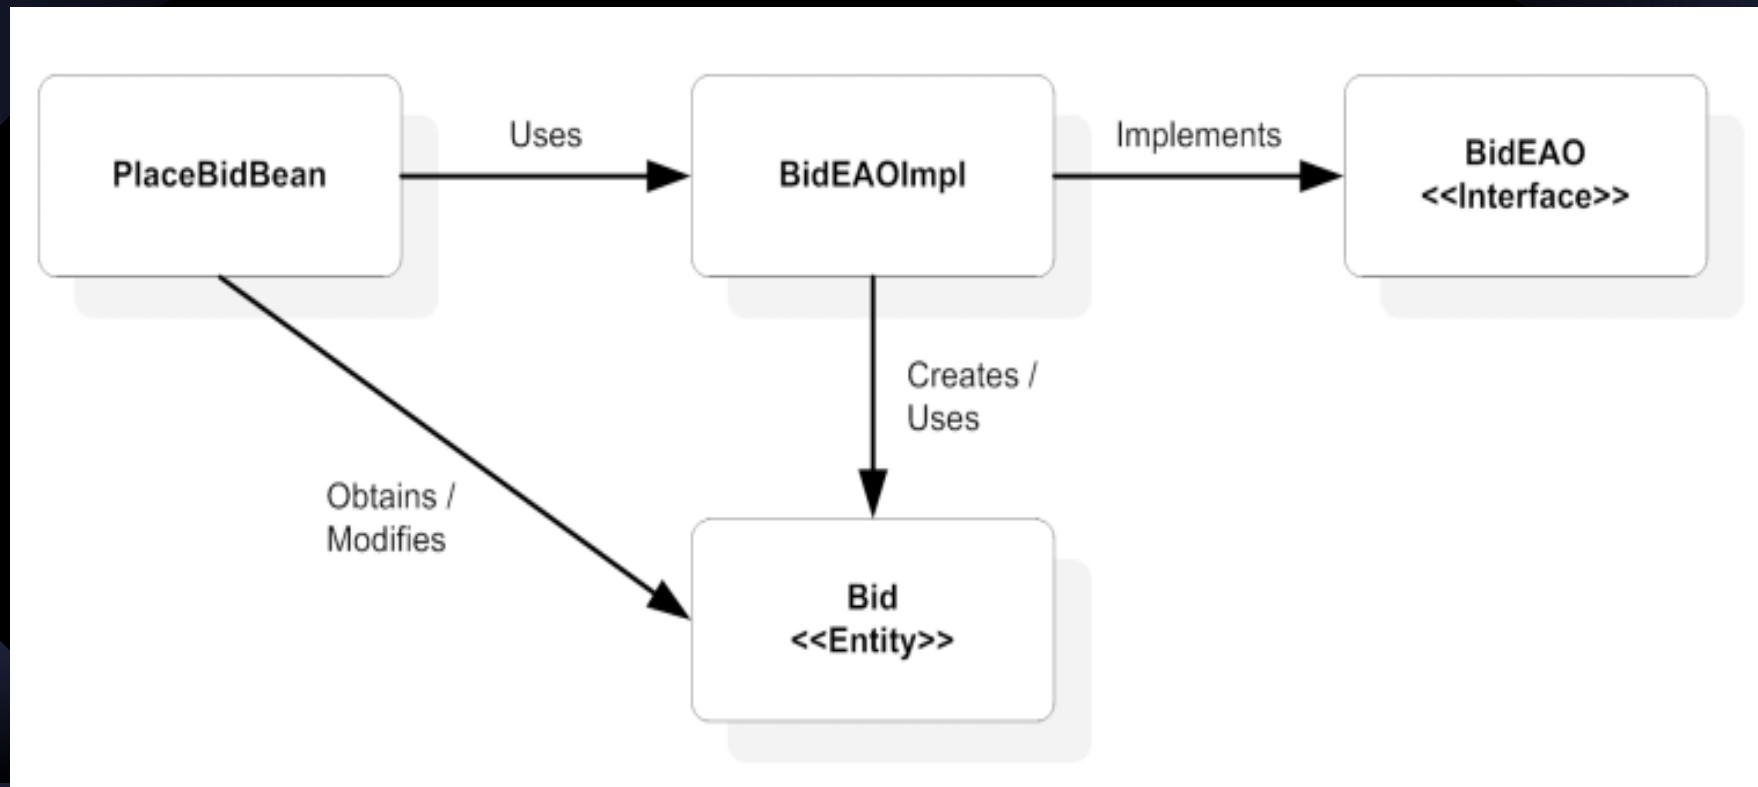 Uses
Implements
PlaceBidBean
BidEAOImpl
BidEAO
<<Interface>>
Creates /
Uses
Obtains /
Modifies
Bid
<<Entity>>